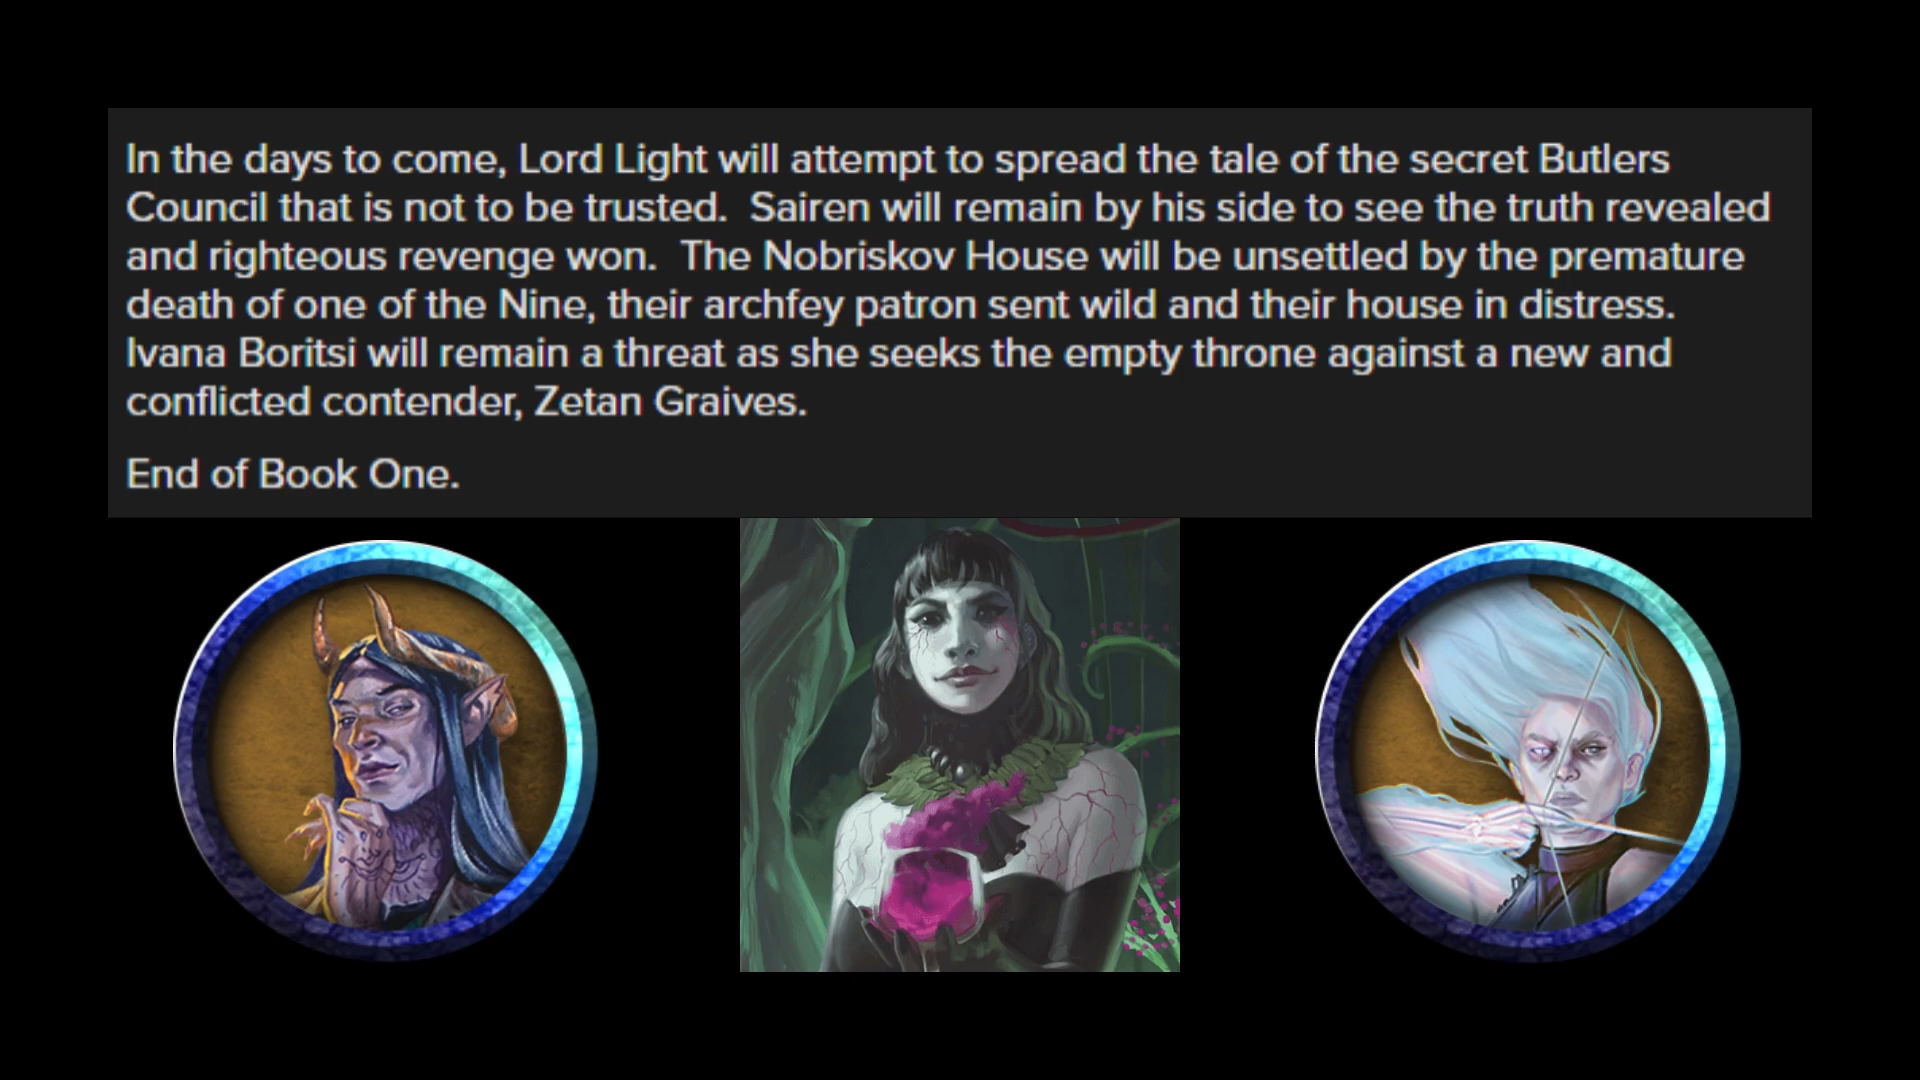 In the days to come, Lord Light will attempt to spread the tale of the secret Butlers
Council that is not to be trusted.  Sairen will remain by his side to see the truth revealed
and righteous revenge won.  The Nobriskov House will be unsettled by the premature
death of one of the Nine, their archfey patron sent wild and their house in distress.
Ivana Boritsi will remain a threat as she seeks the empty throne against a new and
conflicted contender, Zetan Graives.
End of Book One.